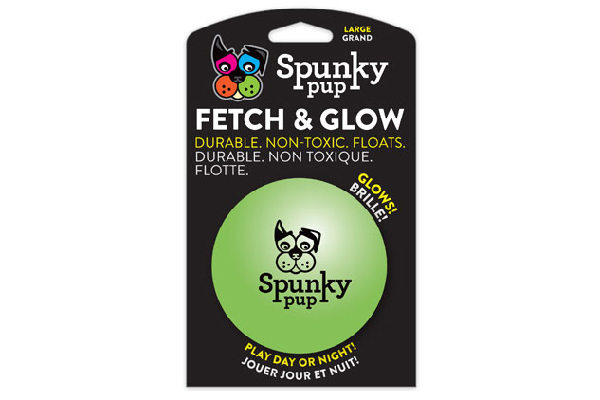 LARGE
GRAND
Spunky
pup
FETCH & GLOW
DURABLE. NON-TOXIC. FLOATS.
DURABLE. NON TOXIQUE.
FLOTTE.
GLOWS!
BRILLE!
Spunky
pup
PLAY DAY OR NIGHT!
JOUER JOUR ET NUIT!